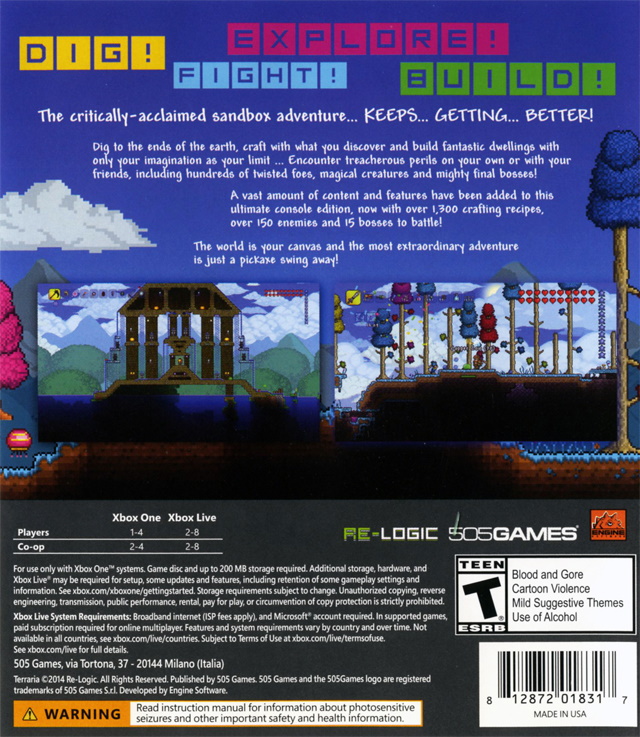 DIG! EXPLORE!
FIGHT! BUILD!
The critically-acclaimed sandbox adventure... KEEPS... GETTING... BETTER!
Dig to the ends of the earth, craft with what you discover and build fantastic dwellings with
only your imagination as your limit ... Encounter treacherous perils on your own or with your
friends, including hundreds of twisted foes, magical creatures and mighty final bosses!
A vast amount of content and features have been added to this
ultimate console edition, now with over 1,300 crafting recipes,
over 150 enemies and 15 bosses to battle!
The world is your canvas and the most extraordinary adventure
is just a pickaxe swing away!
Xbox One Xbox Live
Players 1-4 2-8
Co-op 2-4 2-8
RE-LOGIC 505GAMES ENGINE
For use only with Xbox One™ systems. Game disc and up to 200 MB storage required. Additional storage, hardware, and
Xbox Live® may be required for setup, some updates and features, including retention of some gameplay settings and
information. See xbox.com/xboxone/gettingstarted. Storage requirements subject to change. Unauthorized copying, reverse
engineering, transmission, public performance, rental, pay for play, or circumvention of copy protection is strictly prohibited.
Xbox Live System Requirements: Broadband internet (ISP fees apply), and Microsoft® account required. In supported games,
paid subscription required for online multiplayer. Features and system requirements vary by country and over time. Not
available in all countries, see xbox.com/live/countries. Subject to Terms of Use at xbox.com/live/termsofuse.
See xbox.com/live for full details.
505 Games, via Tortona, 37 - 20144 Milano (Italia)
Terraria ©2014 Re-Logic. All Rights Reserved. Published by 505 Games. 505 Games and the 505Games logo are registered
trademarks of 505 Games S.r.l. Developed by Engine Software.
WARNING Read instruction manual for information about photosensitive
seizures and other important safety and health information.
TEEN
T
ESRB
Blood and Gore
Cartoon Violence
Mild Suggestive Themes
Use of Alcohol
8 12872 01831 7
MADE IN USA